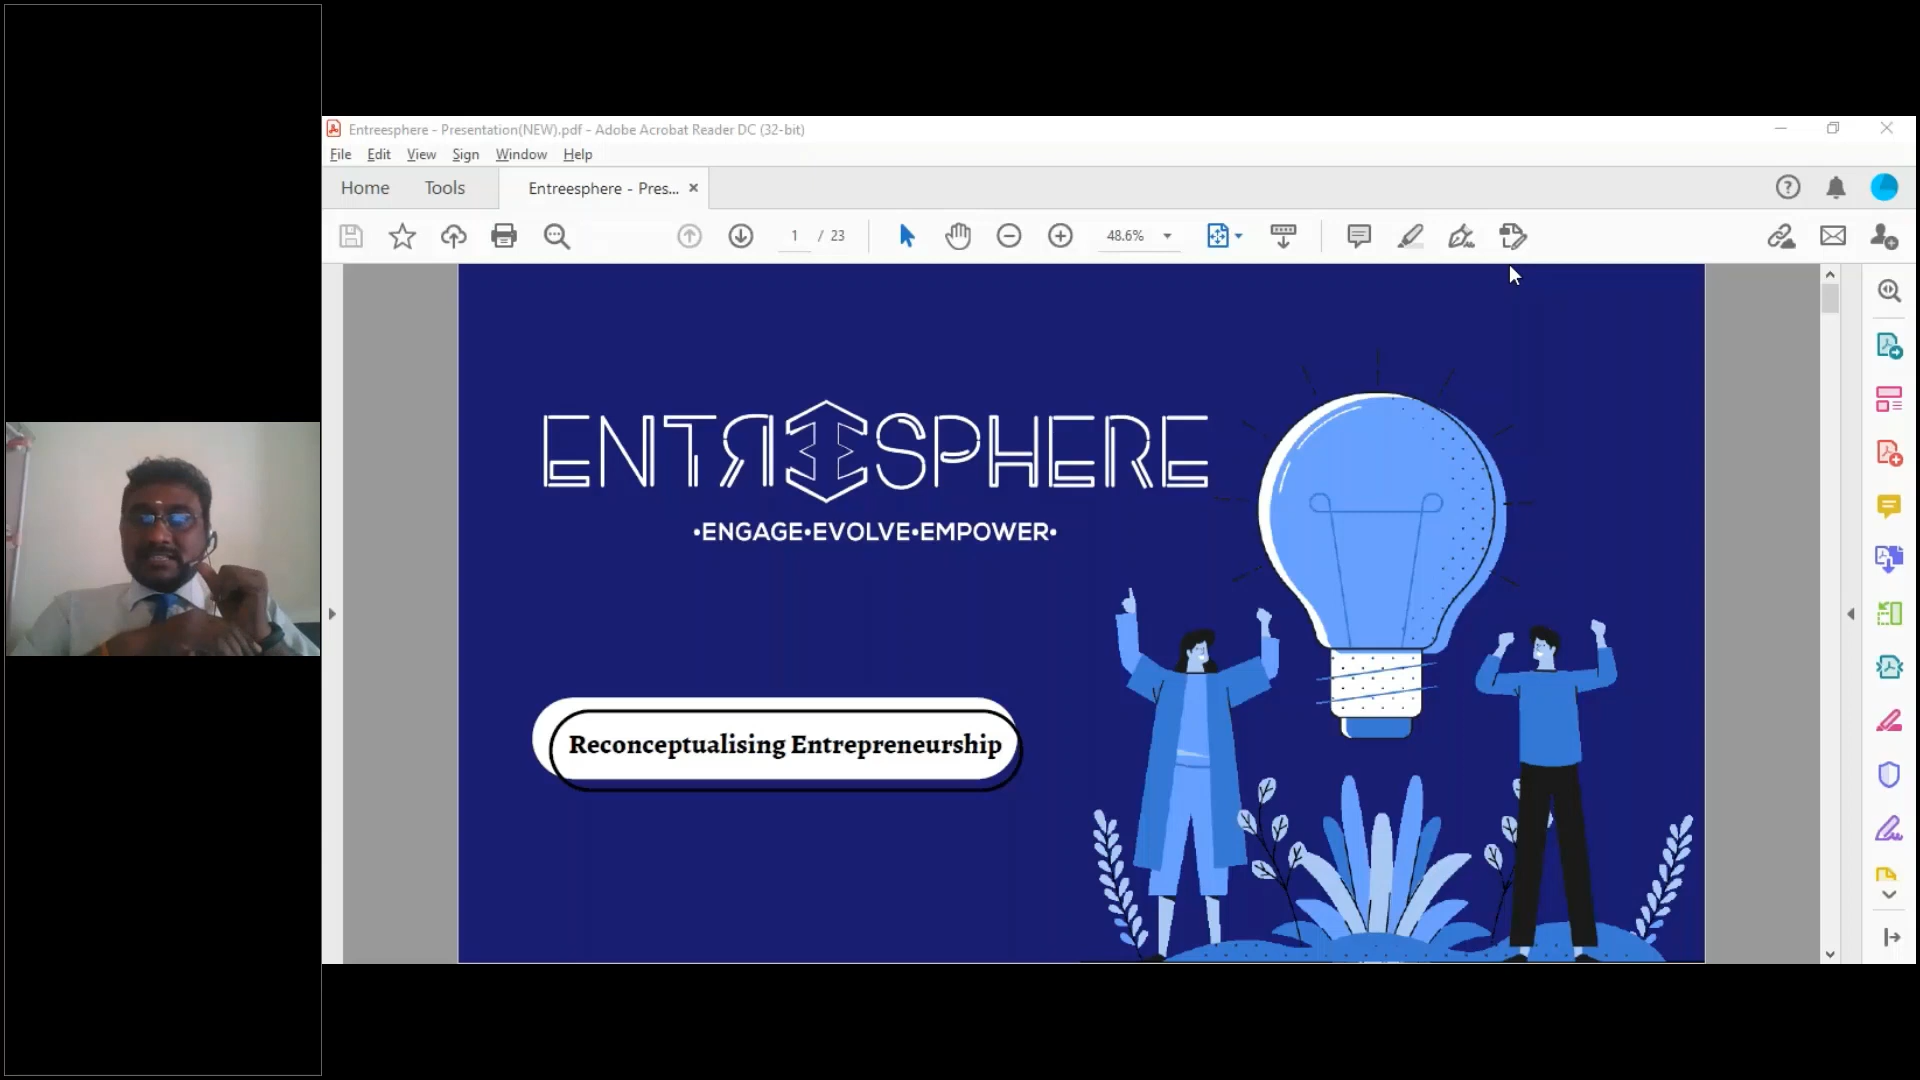 Entreesphere - Presentation(NEW).pdf - Adobe Acrobat Reader DC (32-bit)
File Edit View Sign Window Help
Home Tools Entreesphere - Pres... ×
1 / 23 48.6%
ENTREESPHERE
•ENGAGE•EVOLVE•EMPOWER•
Reconceptualising Entrepreneurship